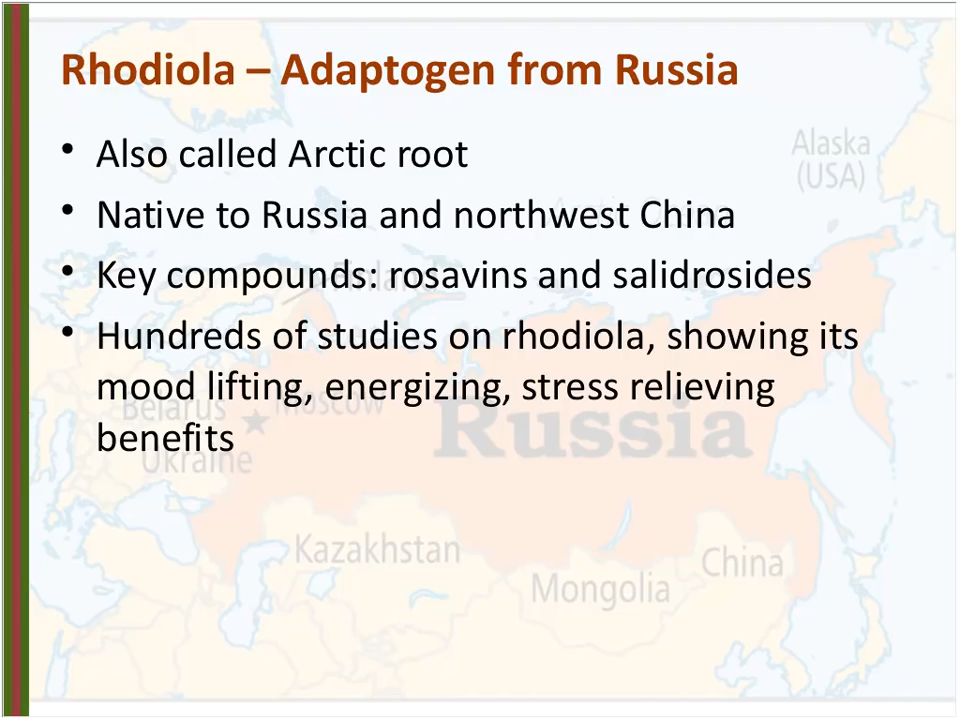 Rhodiola – Adaptogen from Russia
• Also called Arctic root
• Native to Russia and northwest China
• Key compounds: rosavins and salidrosides
• Hundreds of studies on rhodiola, showing its
mood lifting, energizing, stress relieving
benefits
Alaska
(USA)
Finland
Belarus
Moscow
Ukraine
Russia
Kazakhstan
Mongolia
China